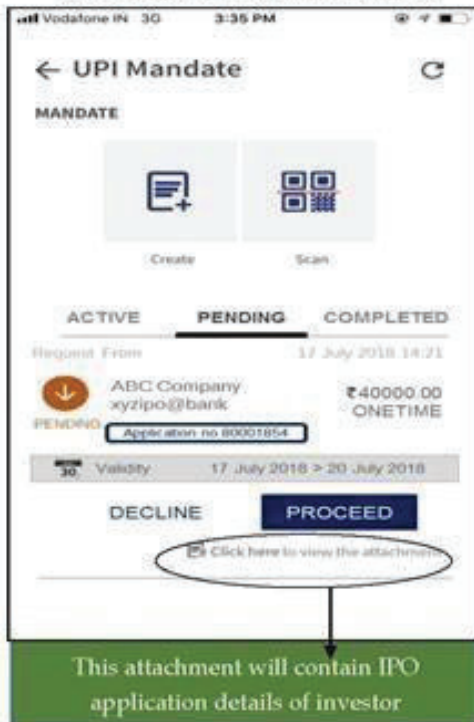 Vodafone IN 3G 3:35 PM
← UPI Mandate
MANDATE
Create Scan
ACTIVE PENDING COMPLETED
Request From 17 July 2018 14:21
ABC Company ₹40000.00
xyzipo@bank ONETIME
PENDING Application no 80001854
30 Validity 17 July 2018 > 20 July 2018
DECLINE PROCEED
Click here to view the attachment
This attachment will contain IPO
application details of investor